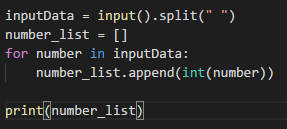 inputData = input().split(" ")
number_list = []
for number in inputData:
    number_list.append(int(number))

print(number_list)